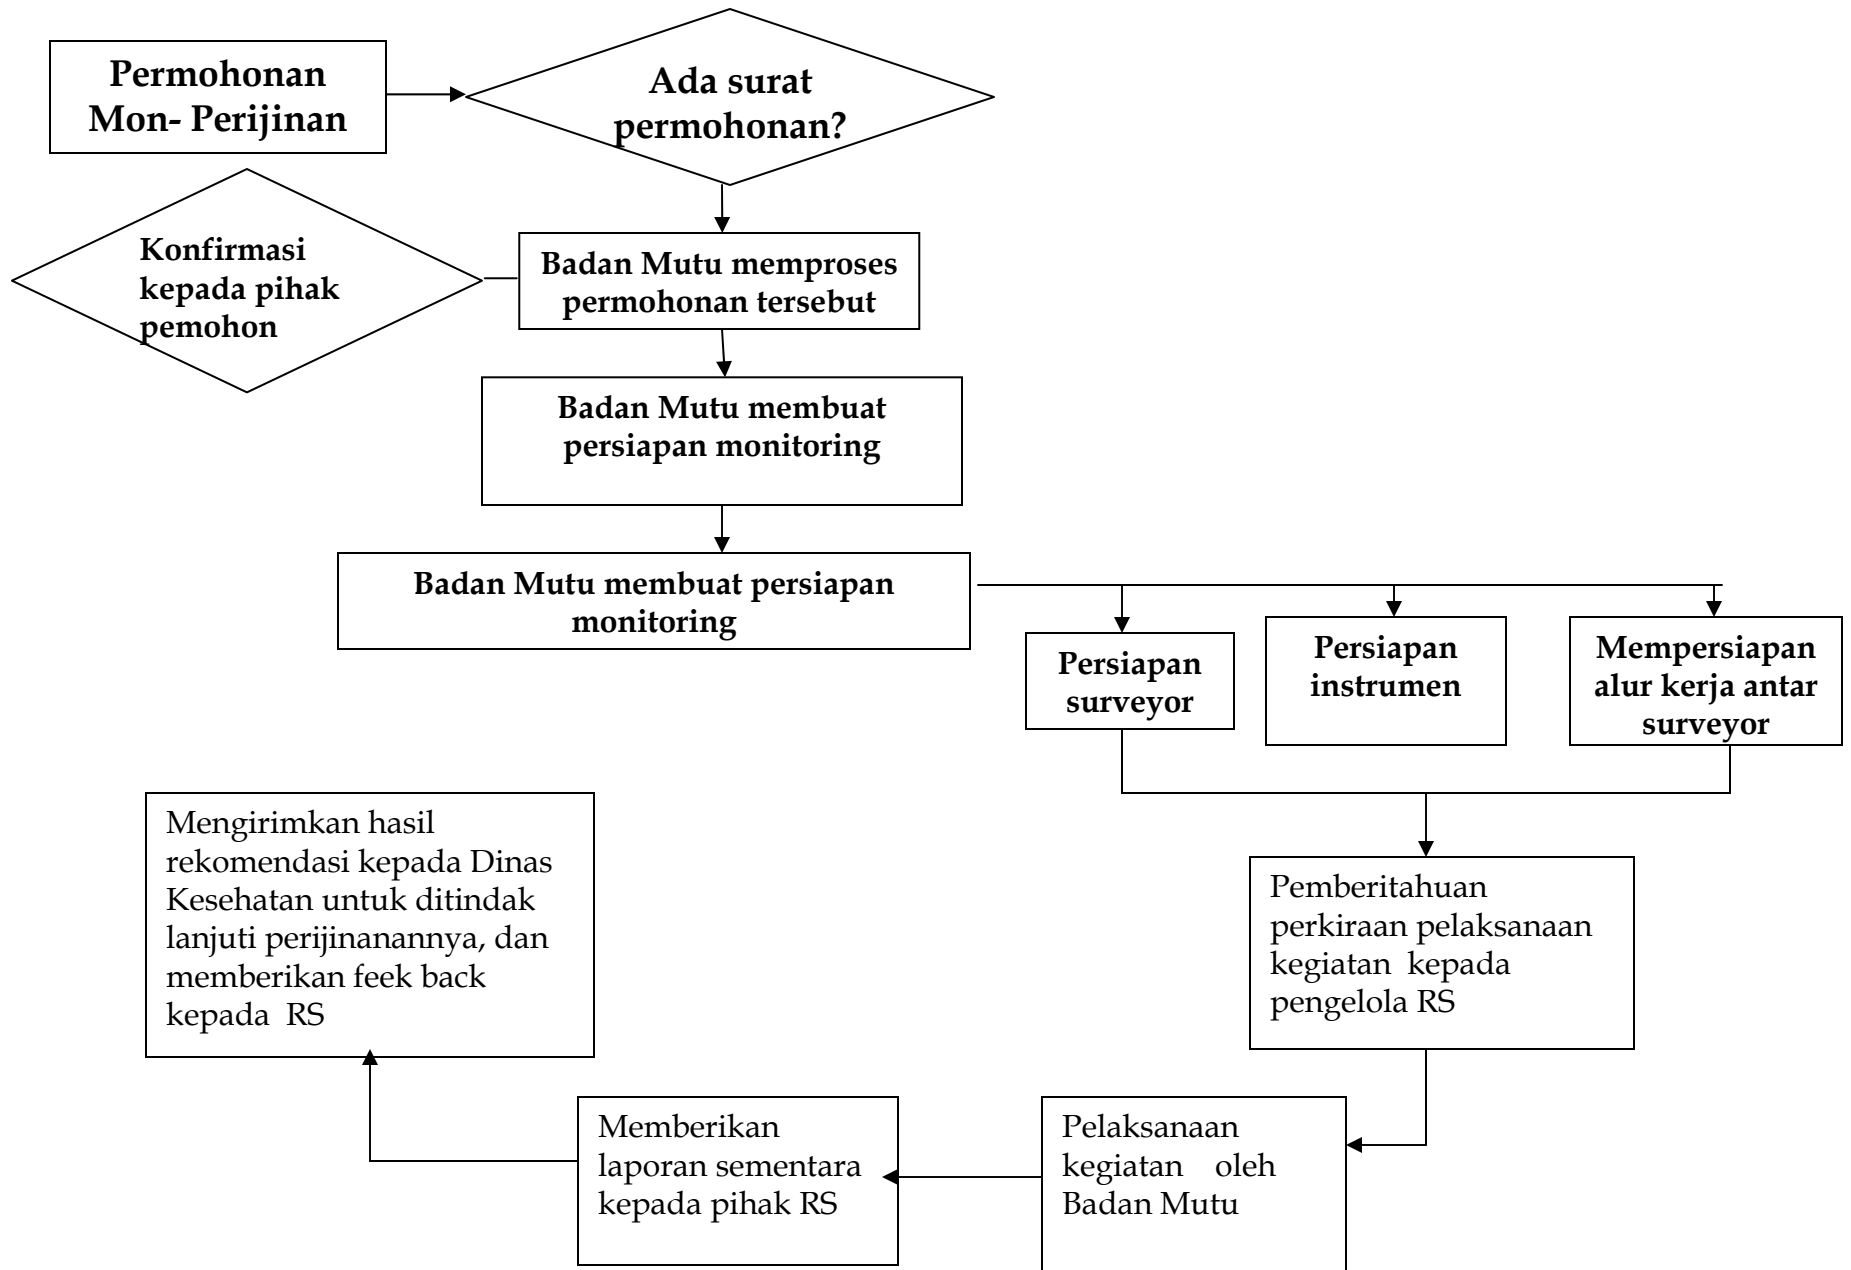 Permohonan
Mon- Perijinan
Ada surat
permohonan?
Konfirmasi
kepada pihak
pemohon
Badan Mutu memproses
permohonan tersebut
Badan Mutu membuat
persiapan monitoring
Badan Mutu membuat persiapan
monitoring
Persiapan
surveyor
Persiapan
instrumen
Mempersiapan
alur kerja antar
surveyor
Pemberitahuan
perkiraan pelaksanaan
kegiatan kepada
pengelola RS
Pelaksanaan
kegiatan oleh
Badan Mutu
Memberikan
laporan sementara
kepada pihak RS
Mengirimkan hasil
rekomendasi kepada Dinas
Kesehatan untuk ditindak
lanjuti perijinanannya, dan
memberikan feek back
kepada RS